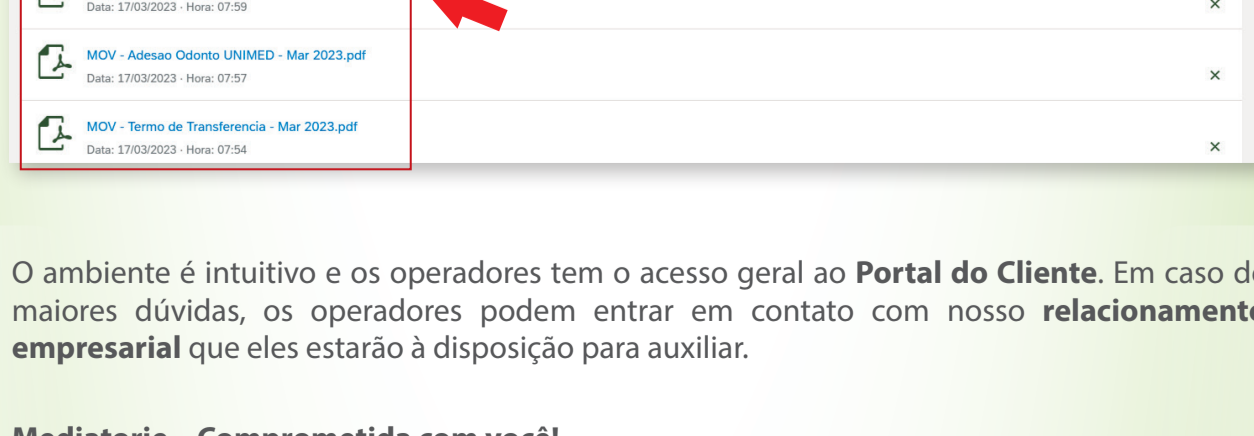 Data: 17/03/2023 · Hora: 07:59
MOV - Adesao Odonto UNIMED - Mar 2023.pdf
Data: 17/03/2023 · Hora: 07:57
MOV - Termo de Transferencia - Mar 2023.pdf
Data: 17/03/2023 · Hora: 07:54
O ambiente é intuitivo e os operadores tem o acesso geral ao Portal do Cliente. Em caso de
maiores dúvidas, os operadores podem entrar em contato com nosso relacionamento
empresarial que eles estarão à disposição para auxiliar.
Comprometida com você!